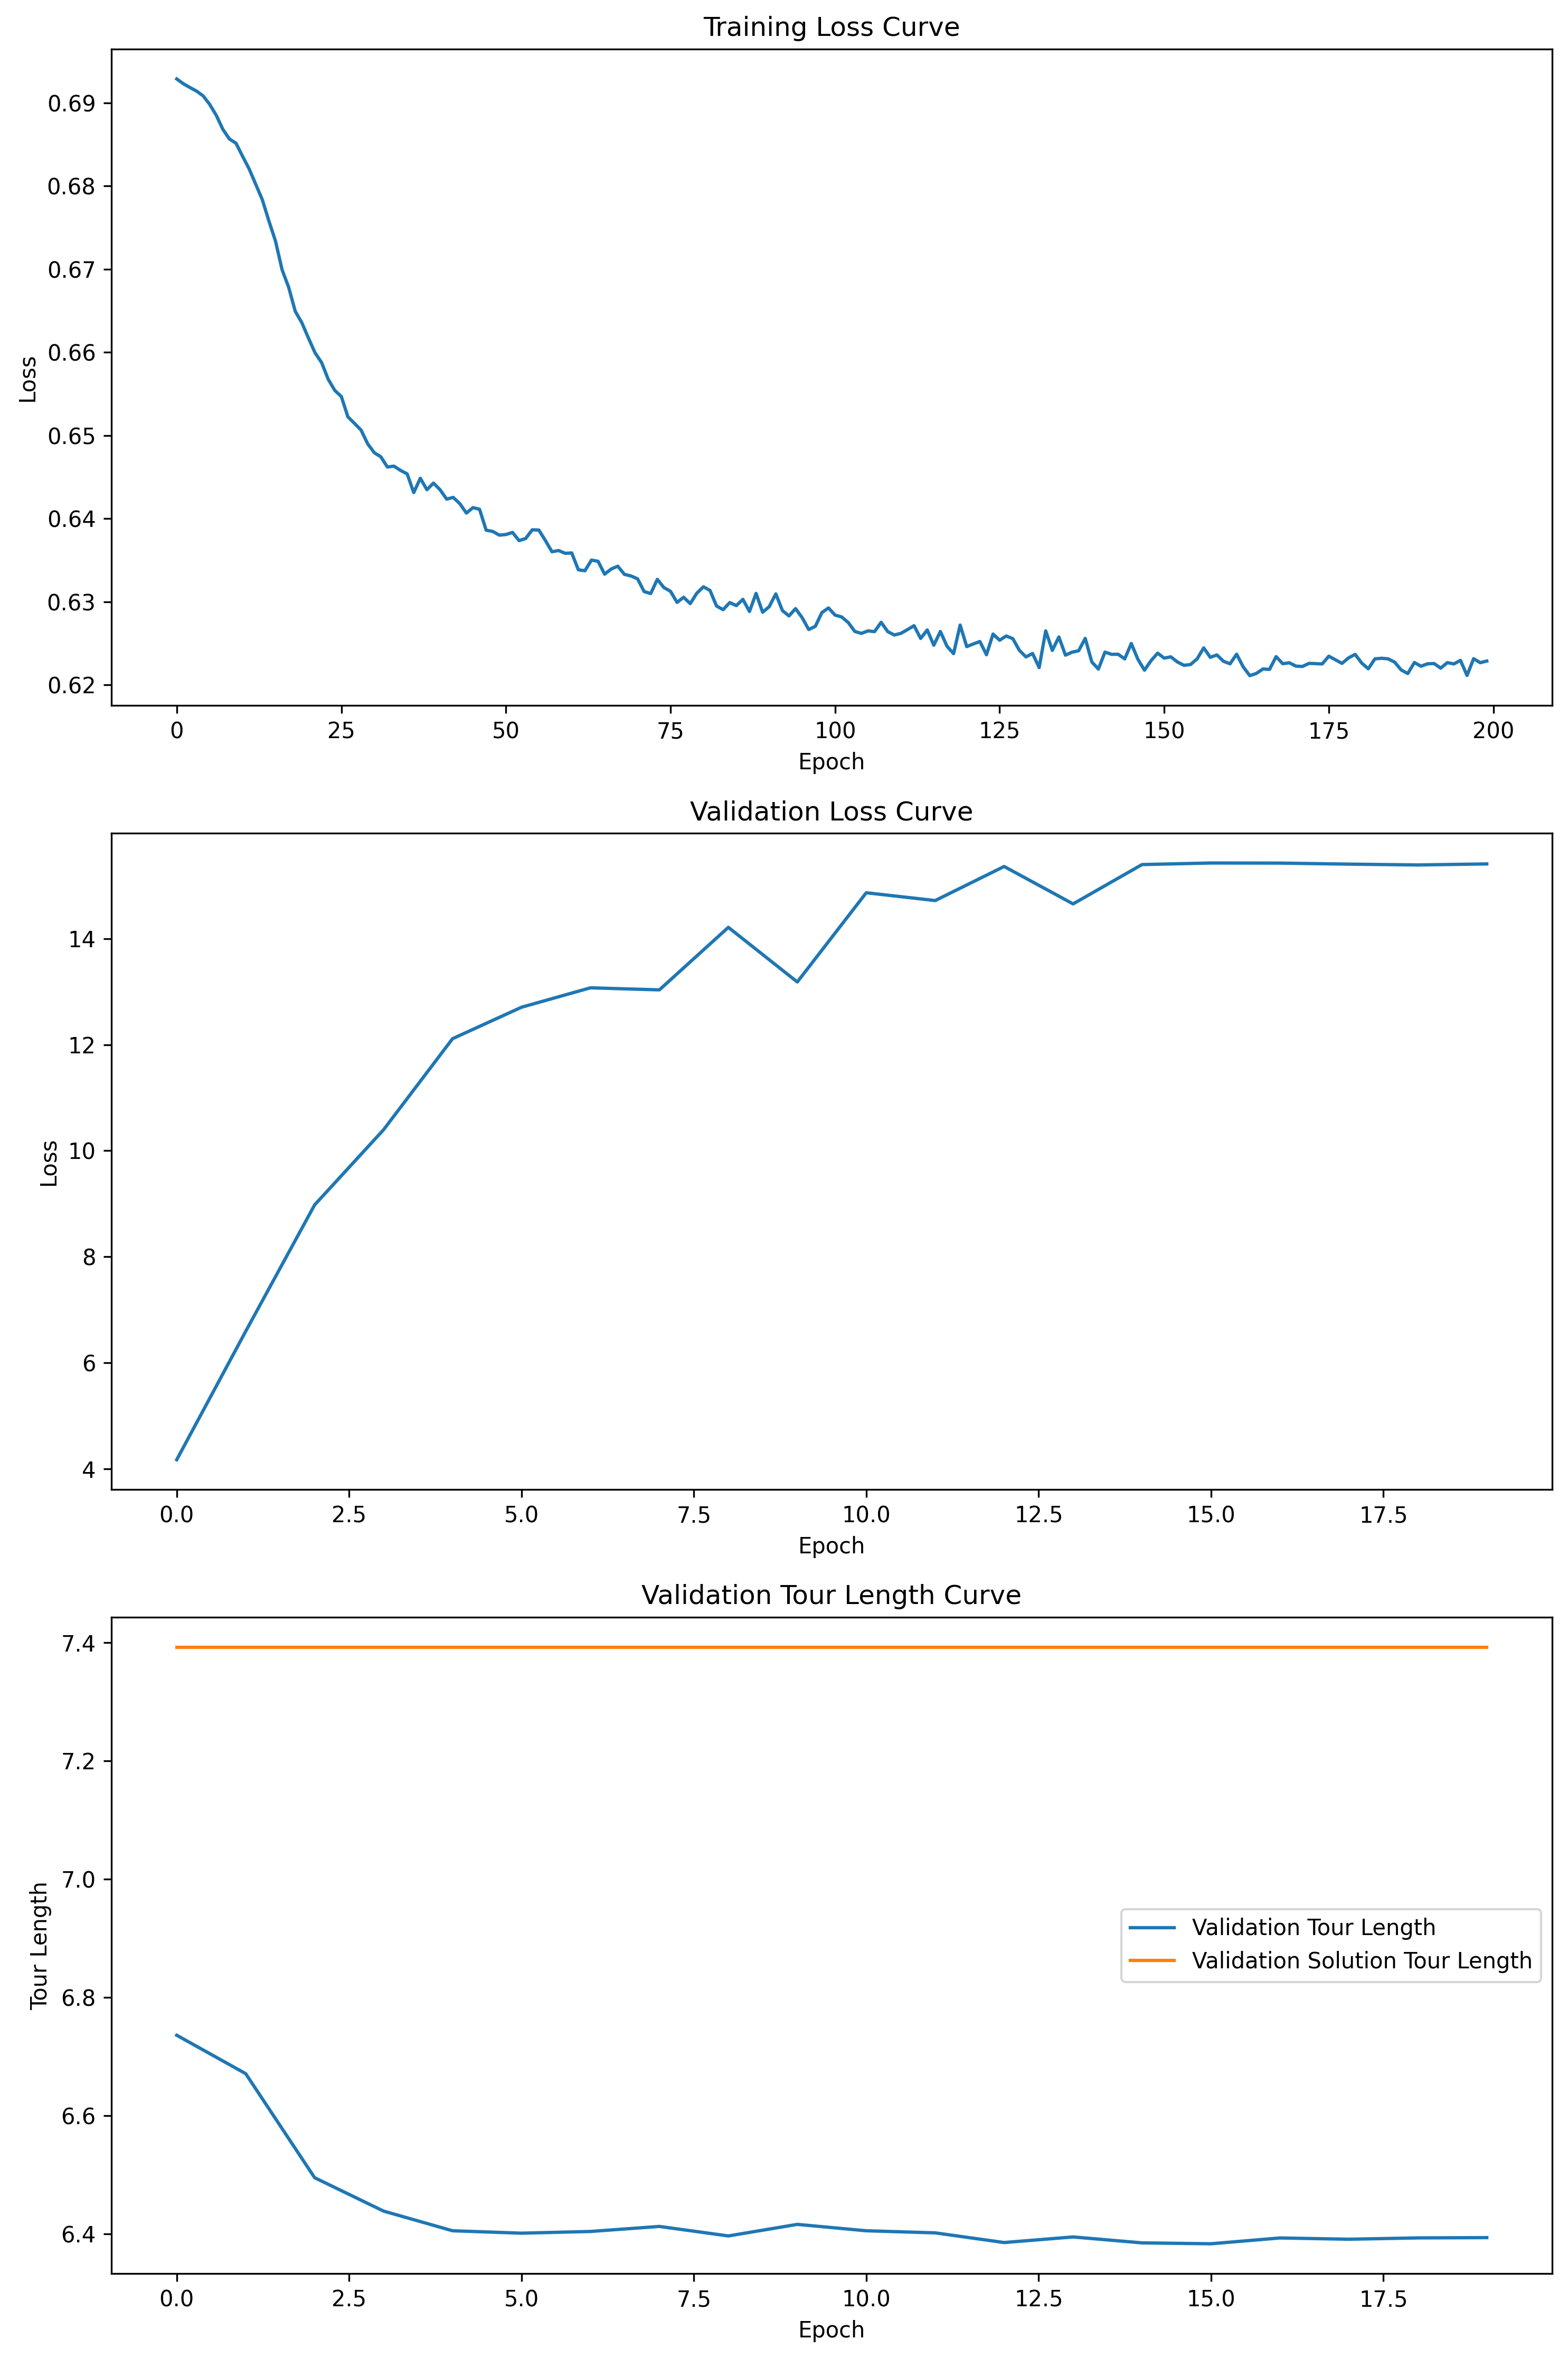 Training Loss Curve
0.69
0.68
0.67
0.66
0.65
0.64
0.63
0.62
Loss
0 25 50 75 100 125 150 175 200
Epoch
Validation Loss Curve
14
12
10
8
6
4
Loss
0.0 2.5 5.0 7.5 10.0 12.5 15.0 17.5
Epoch
Validation Tour Length Curve
7.4
7.2
7.0
6.8
6.6
6.4
Tour Length
Validation Tour Length
Validation Solution Tour Length
0.0 2.5 5.0 7.5 10.0 12.5 15.0 17.5
Epoch